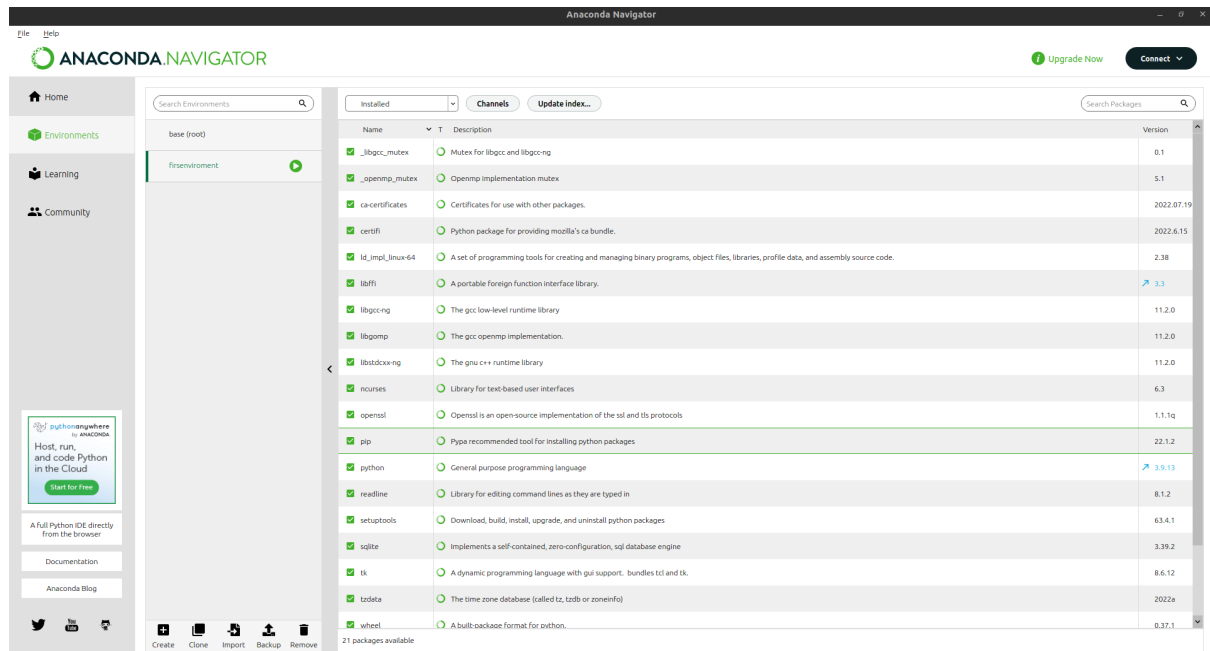 Anaconda Navigator
File Help
ANACONDA.NAVIGATOR
Upgrade Now
Connect
Home
Environments
Learning
Community
pythonanywhere
by ANACONDA
Host, run,
and code Python
in the Cloud
Start for Free
A full Python IDE directly
from the browser
Documentation
Anaconda Blog
You
Tube
Search Environments
base (root)
firsenviroment
Create Clone Import Backup Remove
Installed Channels Update index... Search Packages
Name T Description Version
_libgcc_mutex Mutex for libgcc and libgcc-ng 0.1
_openmp_mutex Openmp implementation mutex 5.1
ca-certificates Certificates for use with other packages. 2022.07.19
certifi Python package for providing mozilla's ca bundle. 2022.6.15
ld_impl_linux-64 A set of programming tools for creating and managing binary programs, object files, libraries, profile data, and assembly source code. 2.38
libffi A portable foreign function interface library. 3.3
libgcc-ng The gcc low-level runtime library 11.2.0
libgomp The gcc openmp implementation. 11.2.0
libstdcxx-ng The gnu c++ runtime library 11.2.0
ncurses Library for text-based user interfaces 6.3
openssl Openssl is an open-source implementation of the ssl and tls protocols 1.1.1q
pip Pypa recommended tool for installing python packages 22.1.2
python General purpose programming language 3.9.13
readline Library for editing command lines as they are typed in 8.1.2
setuptools Download, build, install, upgrade, and uninstall python packages 63.4.1
sqlite Implements a self-contained, zero-configuration, sql database engine 3.39.2
tk A dynamic programming language with gui support. bundles tcl and tk. 8.6.12
tzdata The time zone database (called tz, tzdb or zoneinfo) 2022a
wheel A built-package format for python. 0.37.1
21 packages available